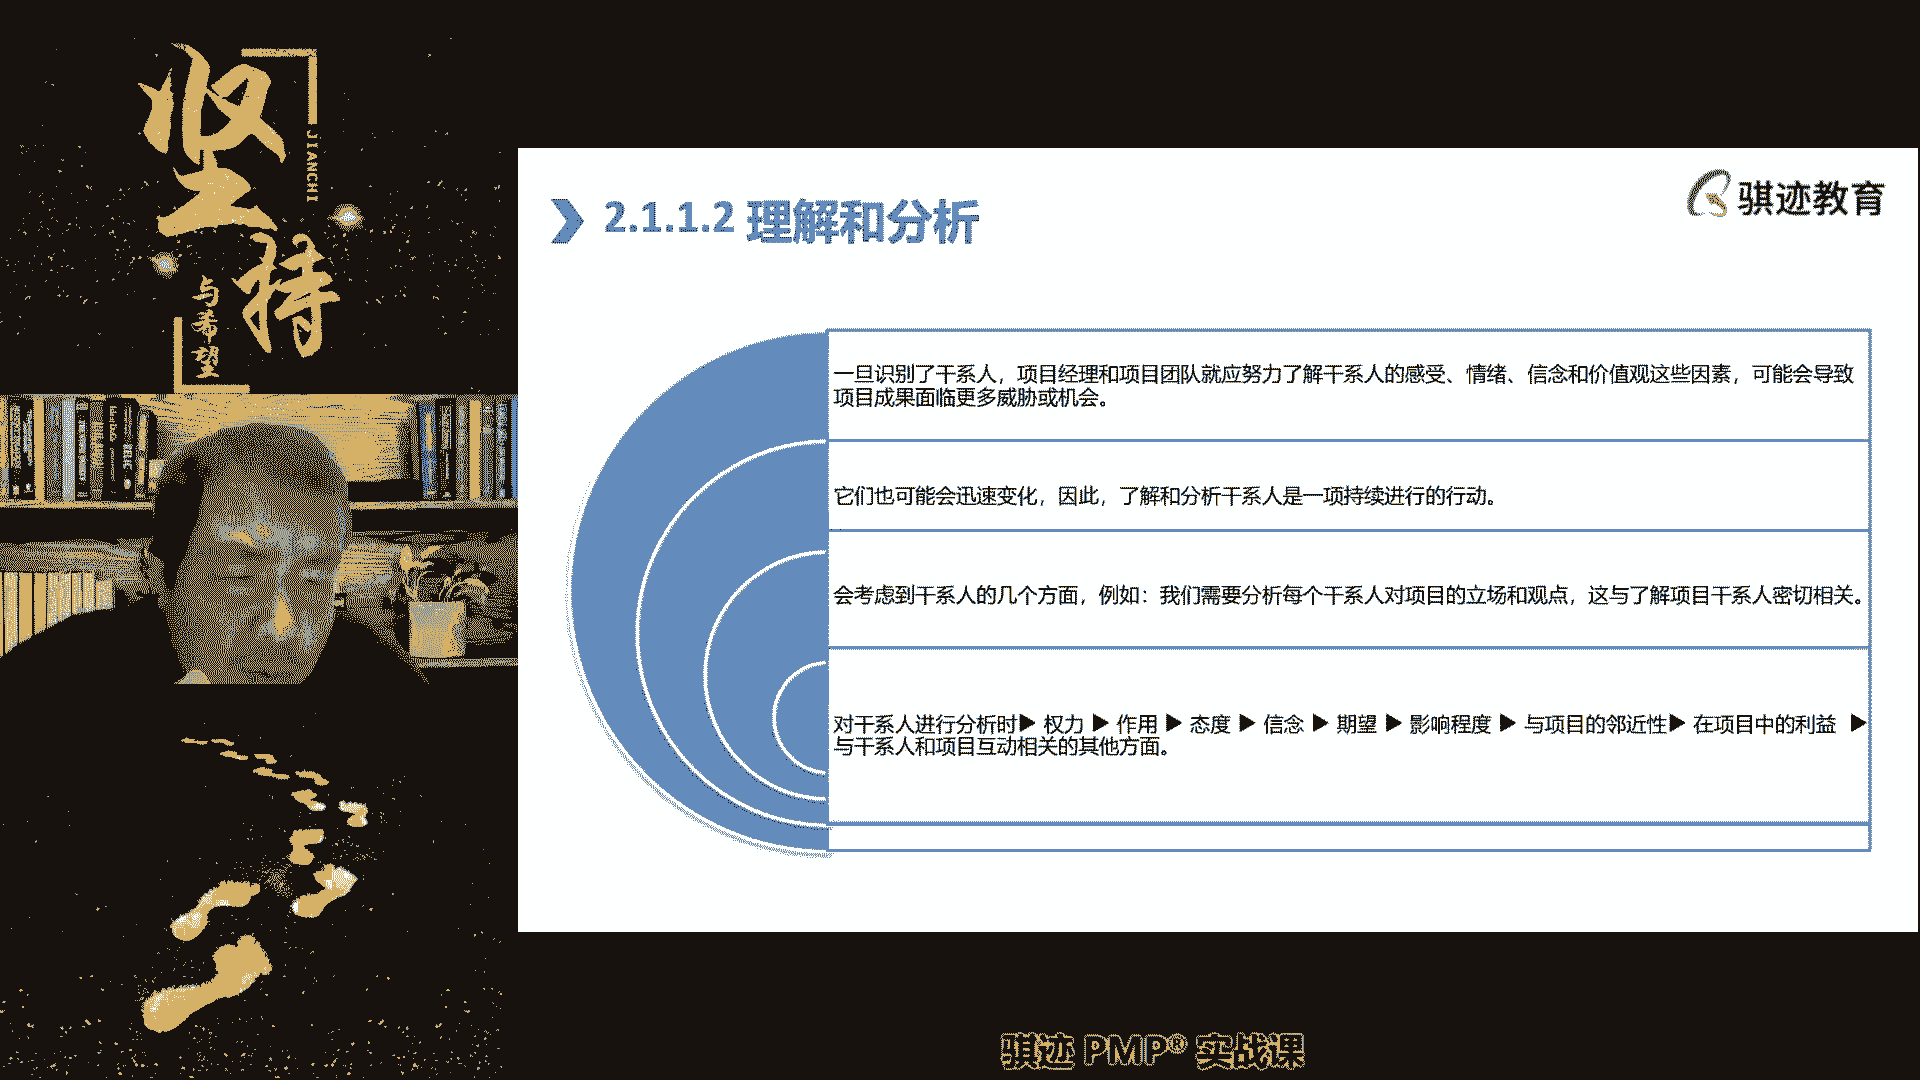 坚持
JIANCHI
与希望
骐迹教育
2.1.1.2 理解和分析
一旦识别了干系人，项目经理和项目团队就应努力了解干系人的感受、情绪、信念和价值观这些因素，可能会导致
项目成果面临更多威胁或机会。
它们也可能会迅速变化，因此，了解和分析干系人是一项持续进行的行动。
会考虑到干系人的几个方面，例如：我们需要分析每个干系人对项目的立场和观点，这与了解项目干系人密切相关。
对干系人进行分析时▶ 权力 ▶ 作用 ▶ 态度 ▶ 信念 ▶ 期望 ▶ 影响程度 ▶ 与项目的邻近性▶ 在项目中的利益 ▶
与干系人和项目互动相关的其他方面。
骐迹 PMP® 实战课